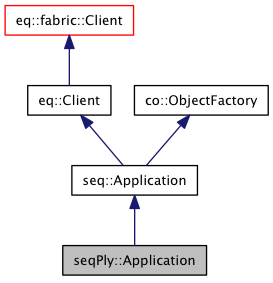 eq::fabric::Client
eq::Client
co::ObjectFactory
seq::Application
seqPly::Application